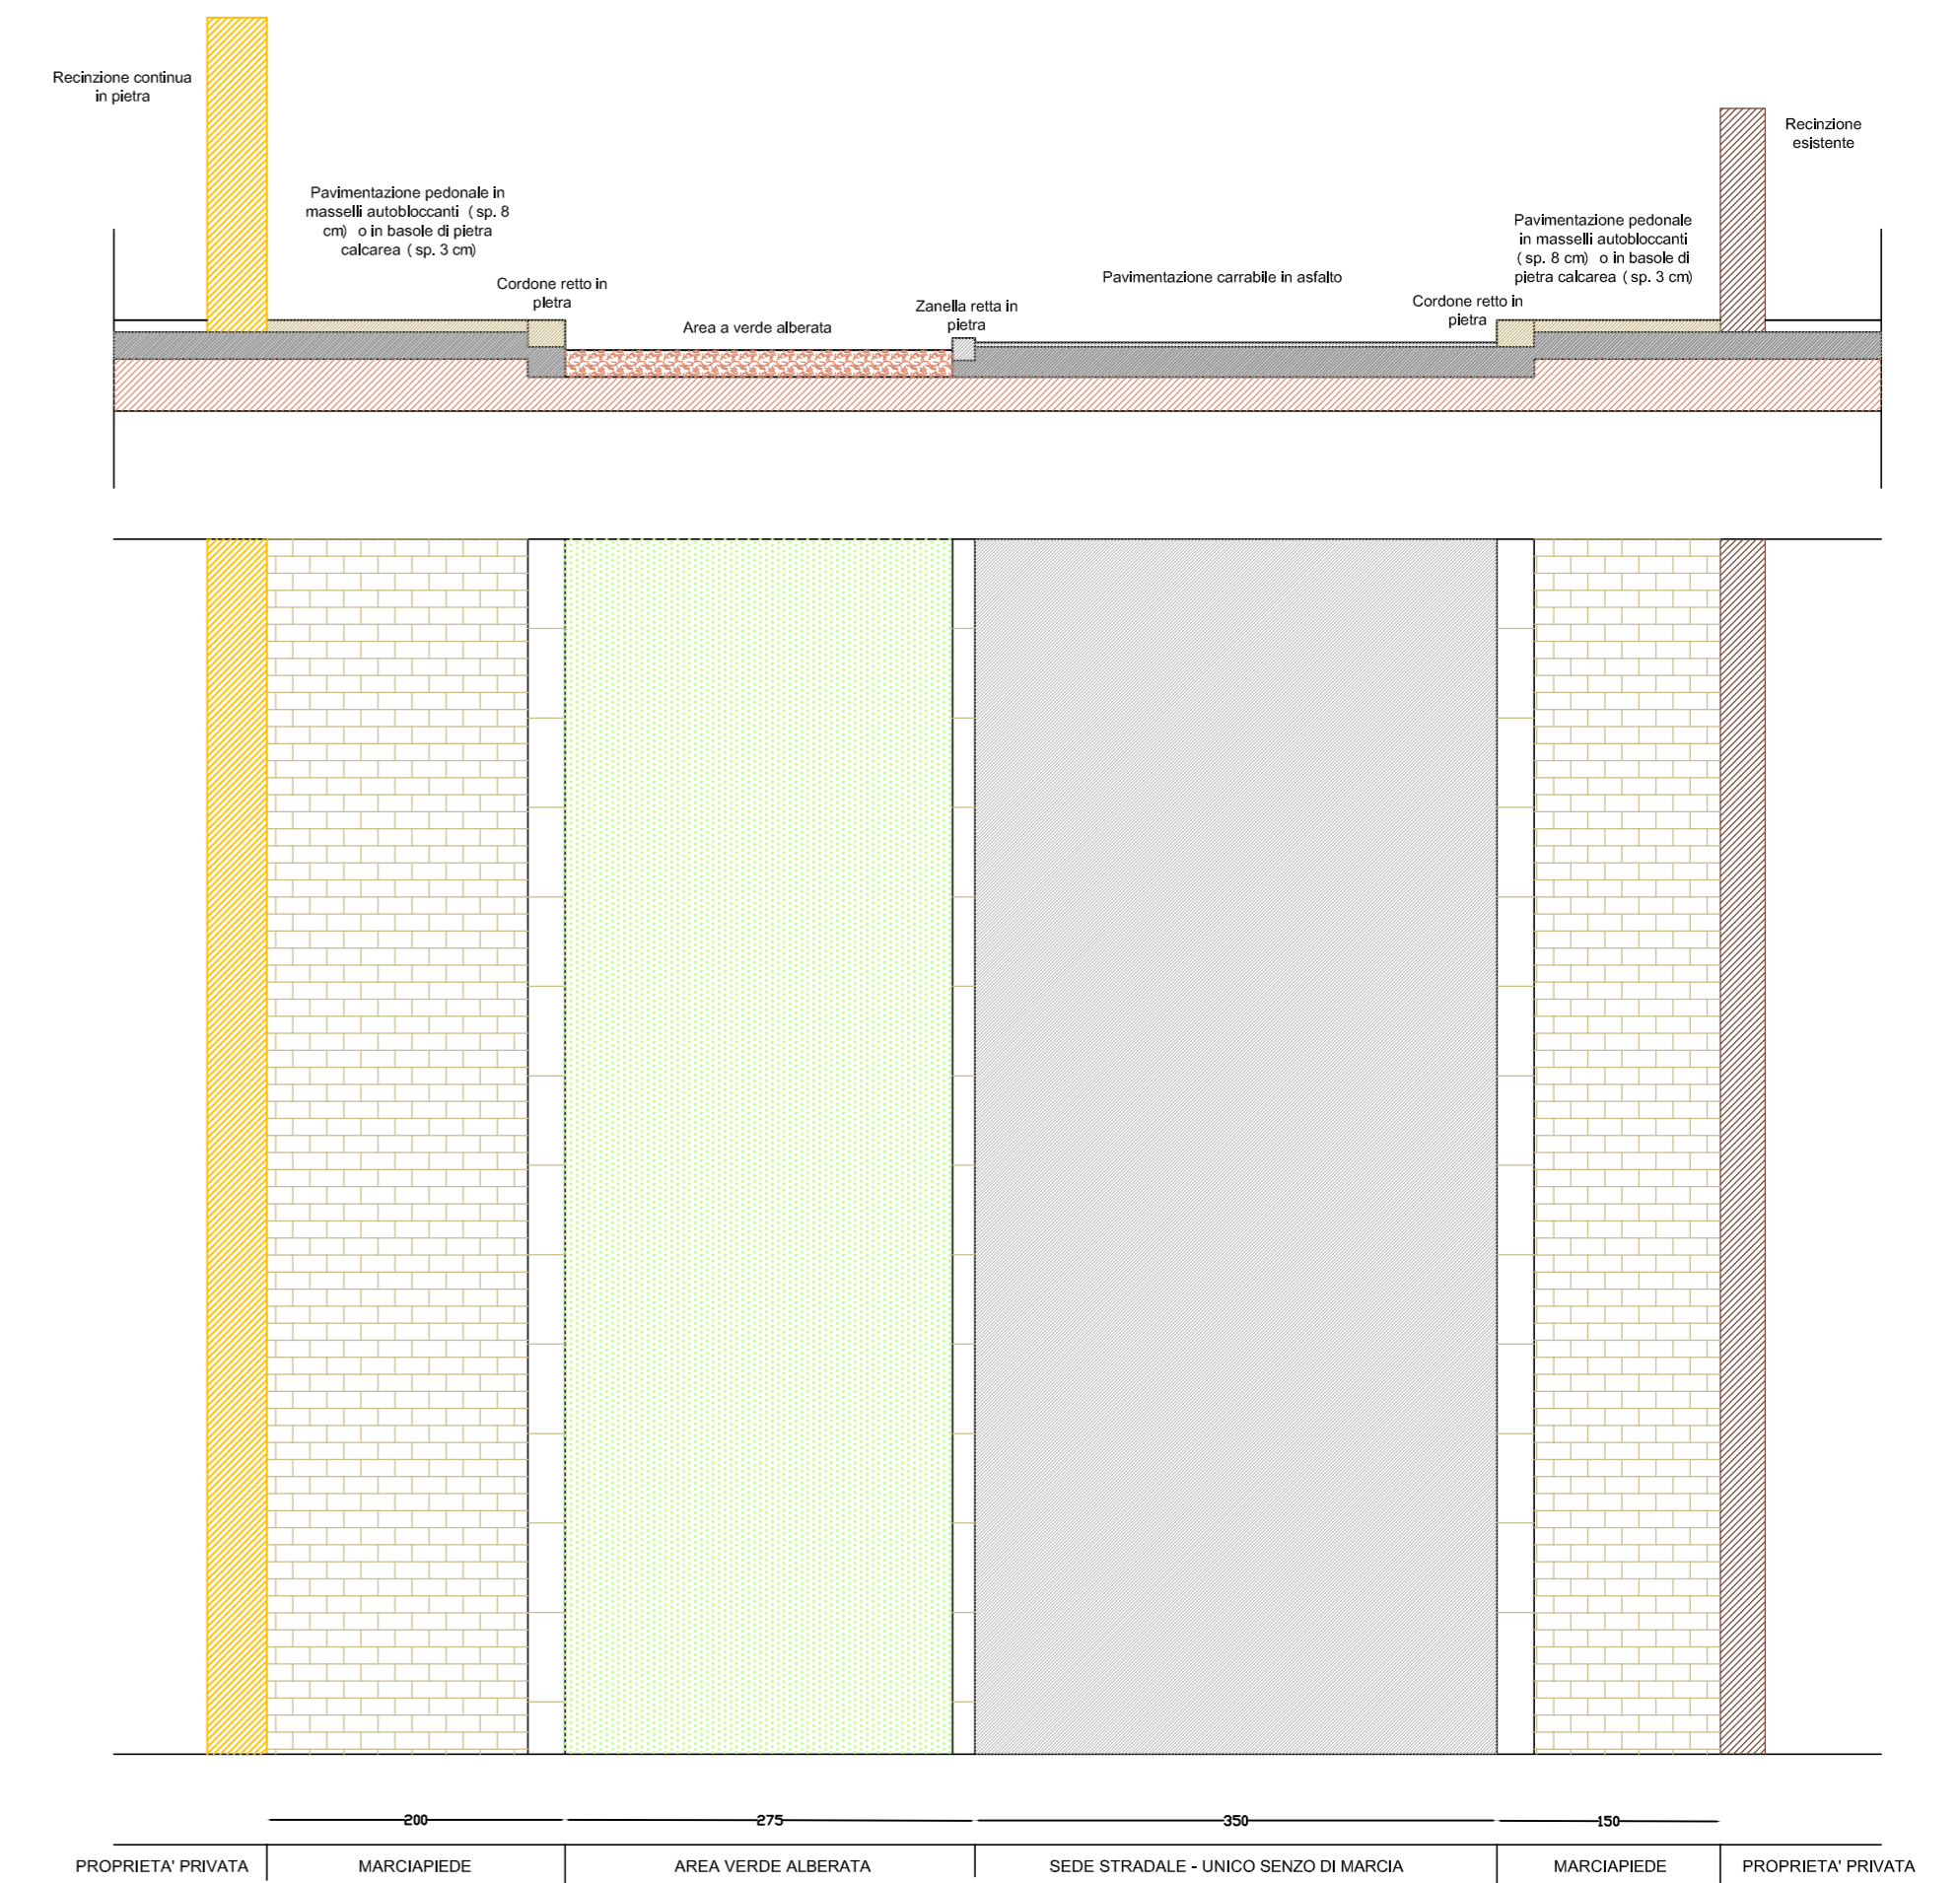 Recinzione continua
in pietra
Pavimentazione pedonale in
masselli autobloccanti ( sp. 8
cm) o in basole di pietra
calcarea ( sp. 3 cm)
Cordone retto in
pietra
Area a verde alberata
Zanella retta in
pietra
Pavimentazione carrabile in asfalto
Cordone retto in
pietra
Pavimentazione pedonale
in masselli autobloccanti
( sp. 8 cm) o in basole di
pietra calcarea ( sp. 3 cm)
Recinzione
esistente
200
275
350
150
PROPRIETA' PRIVATA
MARCIAPIEDE
AREA VERDE ALBERATA
SEDE STRADALE - UNICO SENZO DI MARCIA
MARCIAPIEDE
PROPRIETA' PRIVATA